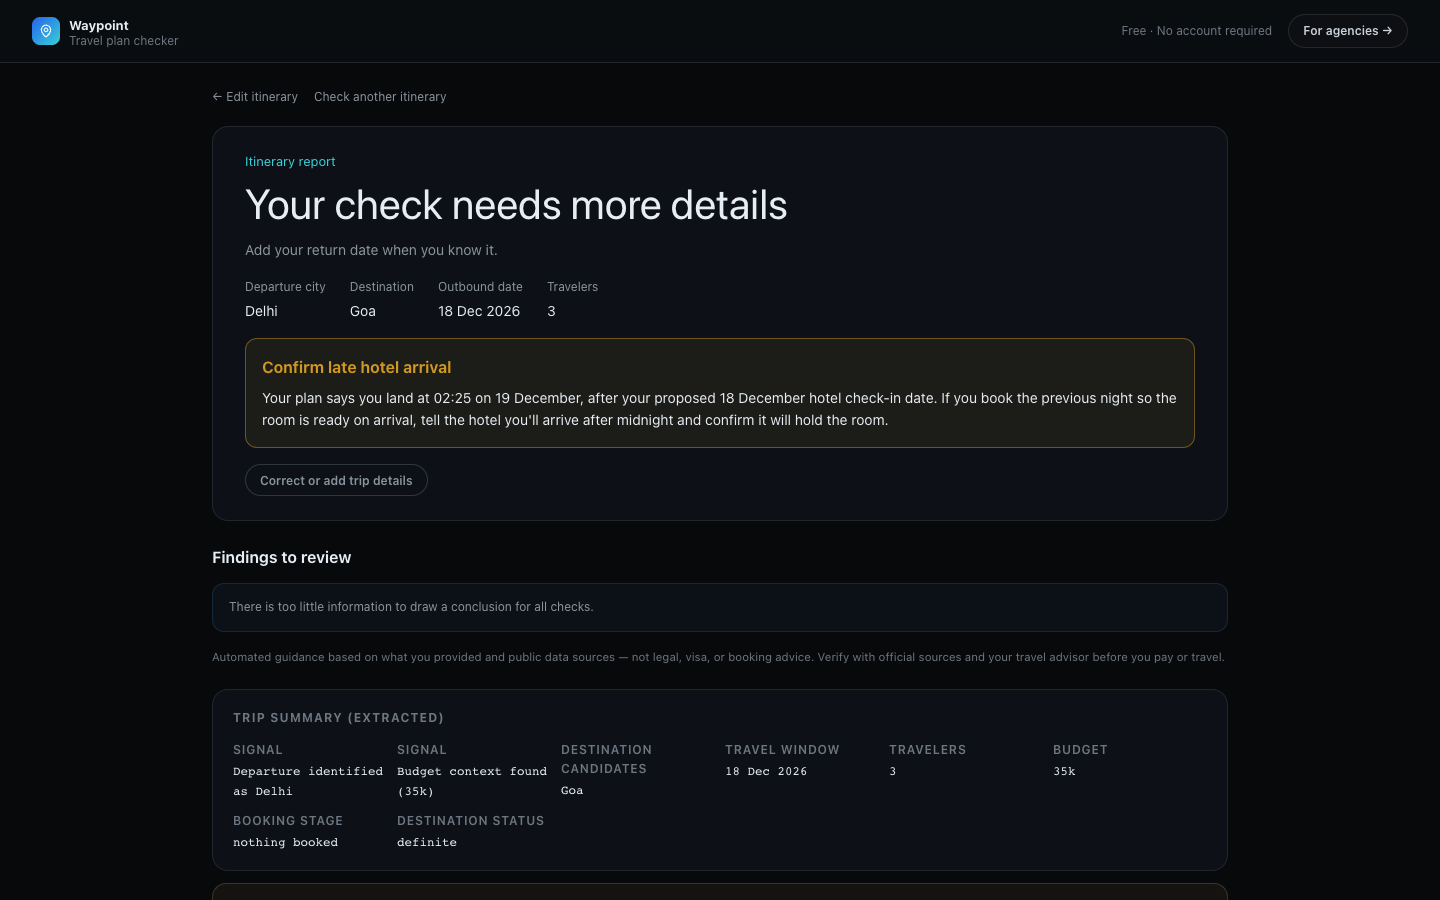 Waypoint
Travel plan checker
Free · No account required
For agencies →
← Edit itinerary
Check another itinerary
Itinerary report
Your check needs more details
Add your return date when you know it.
Departure city
Destination
Outbound date
Travelers
Delhi
Goa
18 Dec 2026
3
Confirm late hotel arrival
Your plan says you land at 02:25 on 19 December, after your proposed 18 December hotel check-in date. If you book the previous night so the
room is ready on arrival, tell the hotel you'll arrive after midnight and confirm it will hold the room.
Correct or add trip details
Findings to review
There is too little information to draw a conclusion for all checks.
Automated guidance based on what you provided and public data sources — not legal, visa, or booking advice. Verify with official sources and your travel advisor before you pay or travel.
TRIP SUMMARY (EXTRACTED)
SIGNAL
Departure identified
as Delhi
SIGNAL
Budget context found
(35k)
DESTINATION
CANDIDATES
Goa
TRAVEL WINDOW
18 Dec 2026
TRAVELERS
3
BUDGET
35k
BOOKING STAGE
nothing booked
DESTINATION STATUS
definite